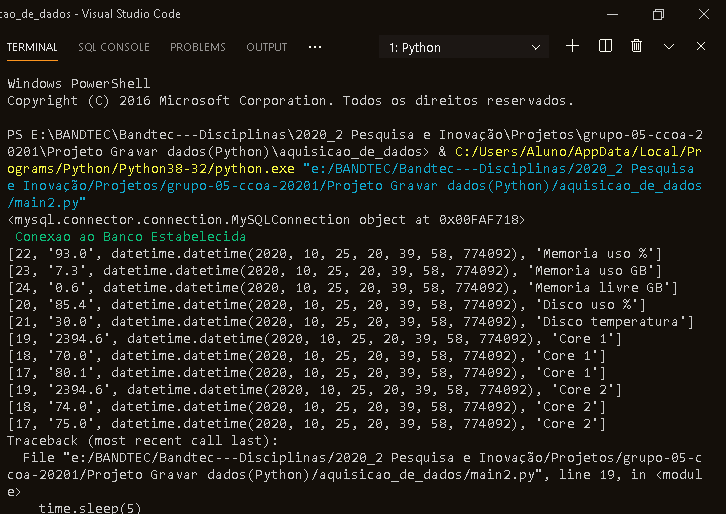 cao_de_dados - Visual Studio Code
TERMINAL SQL CONSOLE PROBLEMS OUTPUT ··· 1: Python
Windows PowerShell
Copyright (C) 2016 Microsoft Corporation. Todos os direitos reservados.
PS E:\BANDTEC\Bandtec---Disciplinas\2020_2 Pesquisa e Inovação\Projetos\grupo-05-ccoa-2
0201\Projeto Gravar dados(Python)\aquisicao_de_dados> & C:/Users/Aluno/AppData/Local/Pr
ograms/Python/Python38-32/python.exe "e:/BANDTEC/Bandtec---Disciplinas/2020_2 Pesquisa
e Inovação/Projetos/grupo-05-ccoa-20201/Projeto Gravar dados(Python)/aquisicao_de_dados
/main2.py"
<mysql.connector.connection.MySQLConnection object at 0x00FAF718>
Conexao ao Banco Estabelecida
[22, '93.0', datetime.datetime(2020, 10, 25, 20, 39, 58, 774092), 'Memoria uso %']
[23, '7.3', datetime.datetime(2020, 10, 25, 20, 39, 58, 774092), 'Memoria uso GB']
[24, '0.6', datetime.datetime(2020, 10, 25, 20, 39, 58, 774092), 'Memoria livre GB']
[20, '85.4', datetime.datetime(2020, 10, 25, 20, 39, 58, 774092), 'Disco uso %']
[21, '30.0', datetime.datetime(2020, 10, 25, 20, 39, 58, 774092), 'Disco temperatura']
[19, '2394.6', datetime.datetime(2020, 10, 25, 20, 39, 58, 774092), 'Core 1']
[18, '70.0', datetime.datetime(2020, 10, 25, 20, 39, 58, 774092), 'Core 1']
[17, '80.1', datetime.datetime(2020, 10, 25, 20, 39, 58, 774092), 'Core 1']
[19, '2394.6', datetime.datetime(2020, 10, 25, 20, 39, 58, 774092), 'Core 2']
[18, '74.0', datetime.datetime(2020, 10, 25, 20, 39, 58, 774092), 'Core 2']
[17, '75.0', datetime.datetime(2020, 10, 25, 20, 39, 58, 774092), 'Core 2']
Traceback (most recent call last):
File "e:/BANDTEC/Bandtec---Disciplinas/2020_2 Pesquisa e Inovação/Projetos/grupo-05-c
coa-20201/Projeto Gravar dados(Python)/aquisicao_de_dados/main2.py", line 19, in <modul
e>
time.sleep(5)